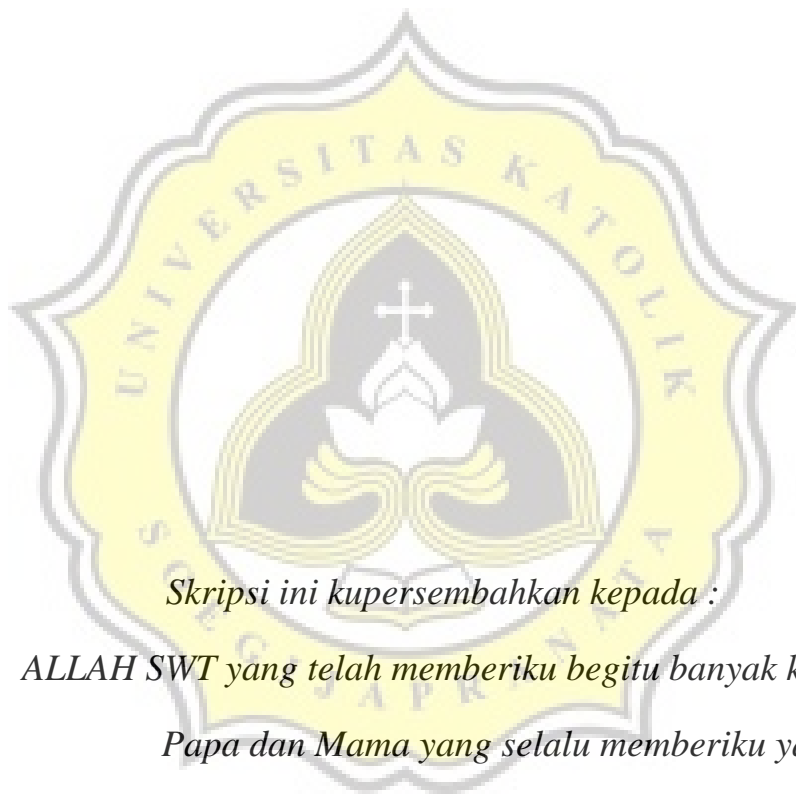 UNIVERSITAS KATOLIK
SOEGIJAPRANATA
Skripsi ini kupersembahkan kepada :
ALLAH SWT yang telah memberiku begitu banyak
Papa dan Mama yang selalu memberiku